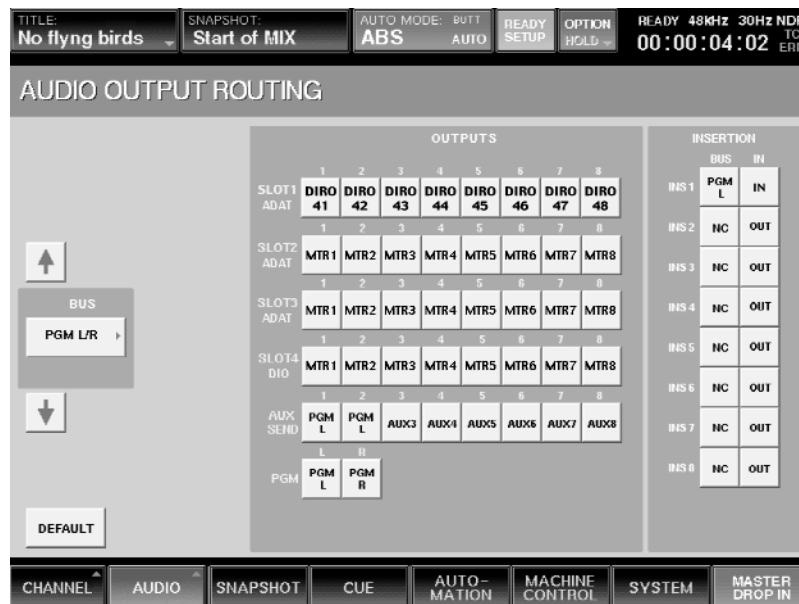 TITLE: SNAPSHOT: AUTO MODE: BUTT READY SETUP OPTION HOLD READY 48kHz 30Hz ND
No flyng birds Start of MIX ABS AUTO 00:00:04:02 TC ERR
AUDIO OUTPUT ROUTING
OUTPUTS
1 2 3 4 5 6 7 8
SLOT1 ADAT DIRO 41 DIRO 42 DIRO 43 DIRO 44 DIRO 45 DIRO 46 DIRO 47 DIRO 48
1 2 3 4 5 6 7 8
SLOT2 ADAT MTR1 MTR2 MTR3 MTR4 MTR5 MTR6 MTR7 MTR8
1 2 3 4 5 6 7 8
SLOT3 ADAT MTR1 MTR2 MTR3 MTR4 MTR5 MTR6 MTR7 MTR8
1 2 3 4 5 6 7 8
SLOT4 DIO MTR1 MTR2 MTR3 MTR4 MTR5 MTR6 MTR7 MTR8
1 2 3 4 5 6 7 8
AUX SEND PGM L PGM L AUX3 AUX4 AUX5 AUX6 AUX7 AUX8
L R
PGM PGM L PGM R
INSERTION
BUS IN
INS 1 PGM L IN
INS 2 NC OUT
INS 3 NC OUT
INS 4 NC OUT
INS 5 NC OUT
INS 6 NC OUT
INS 7 NC OUT
INS 8 NC OUT
BUS
PGM L/R
DEFAULT
CHANNEL AUDIO SNAPSHOT CUE AUTO-MATION MACHINE CONTROL SYSTEM MASTER DROP IN